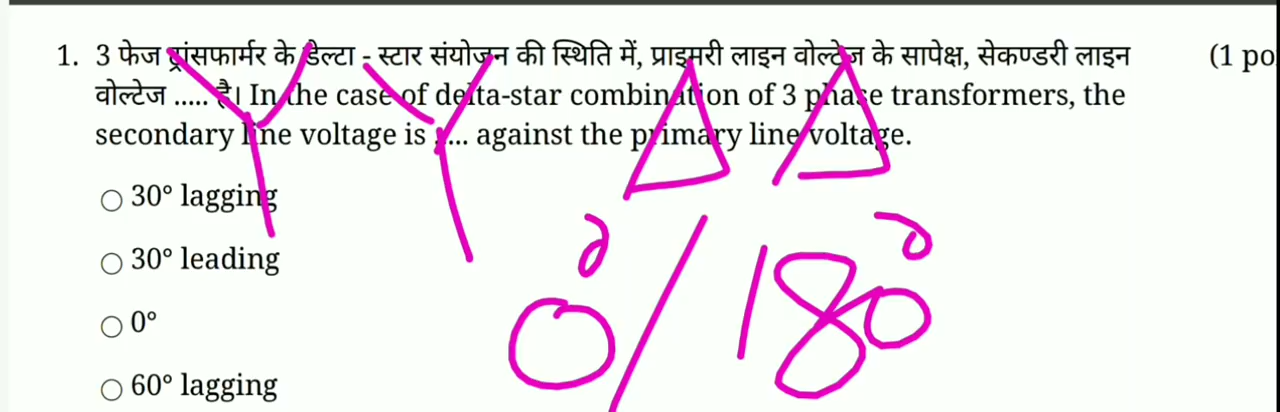 1. 3 फेज ट्रांसफार्मर के डेल्टा - स्टार संयोजन की स्थिति में, प्राइमरी लाइन वोल्टेज के सापेक्ष, सेकण्डरी लाइन (1 po
वोल्टेज ..... है। In the case of delta-star combination of 3 phase transformers, the
secondary line voltage is ..... against the primary line voltage.
Y Y Δ Δ
30° lagging
30° leading
0° / 180°
0°
60° lagging